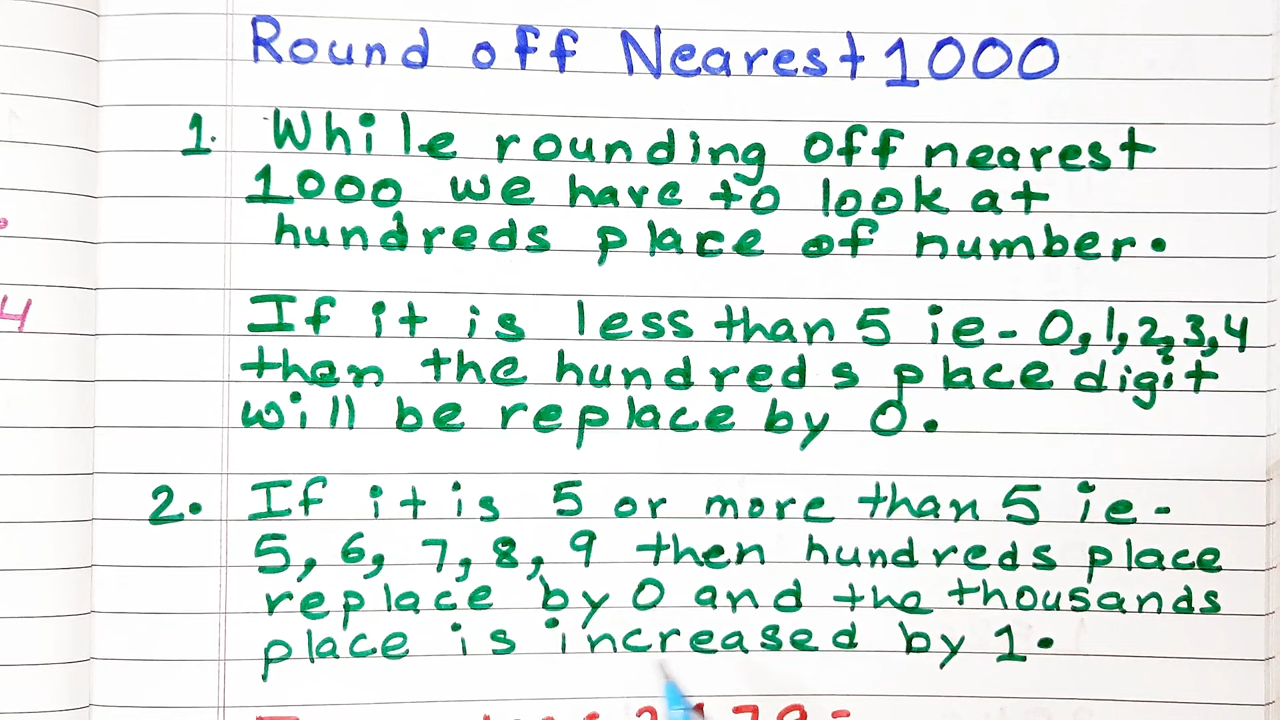 Round off Nearest 1000
1. While rounding off nearest
1000 we have to look at
hundreds place of number.
4
If it is less than 5 ie- 0,1,2,3,4
then the hundreds place digit
will be replace by 0.
2. If it is 5 or more than 5 ie-
5, 6, 7, 8, 9 then hundreds place
replace by 0 and the thousands
place is increased by 1.